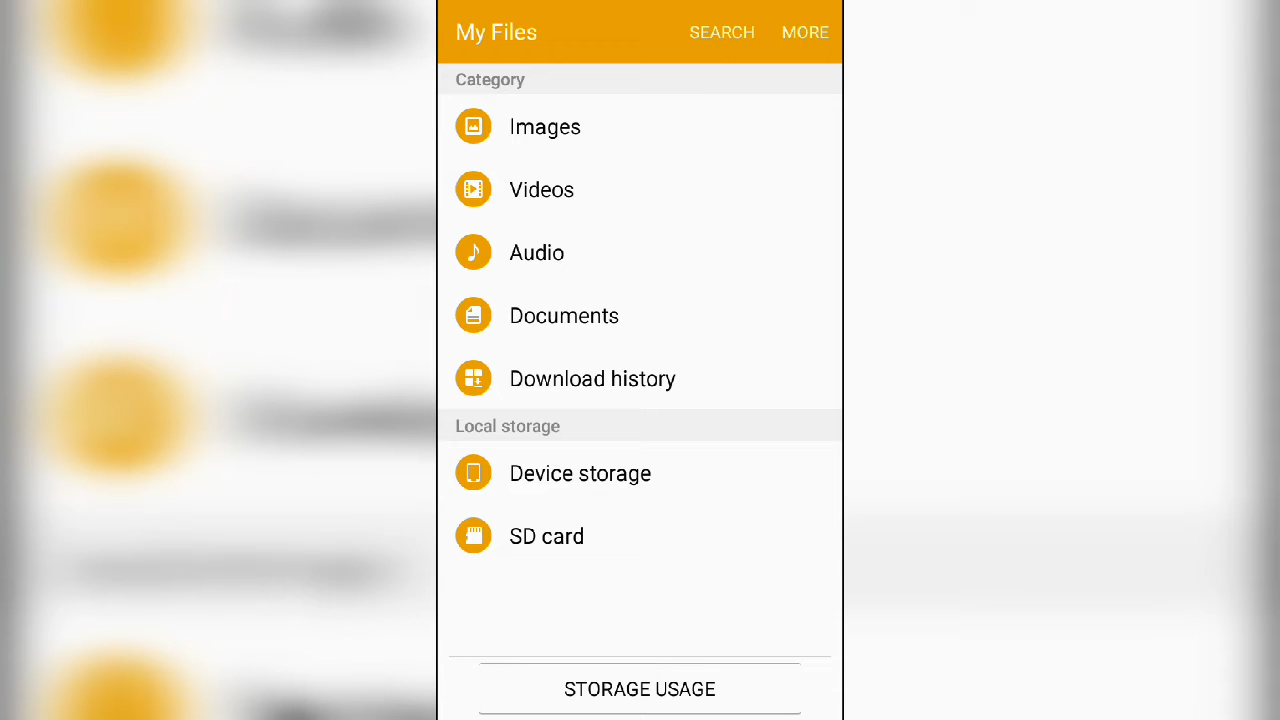 My Files SEARCH MORE
Category
Images
Videos
Audio
Documents
Download history
Local storage
Device storage
SD card
STORAGE USAGE